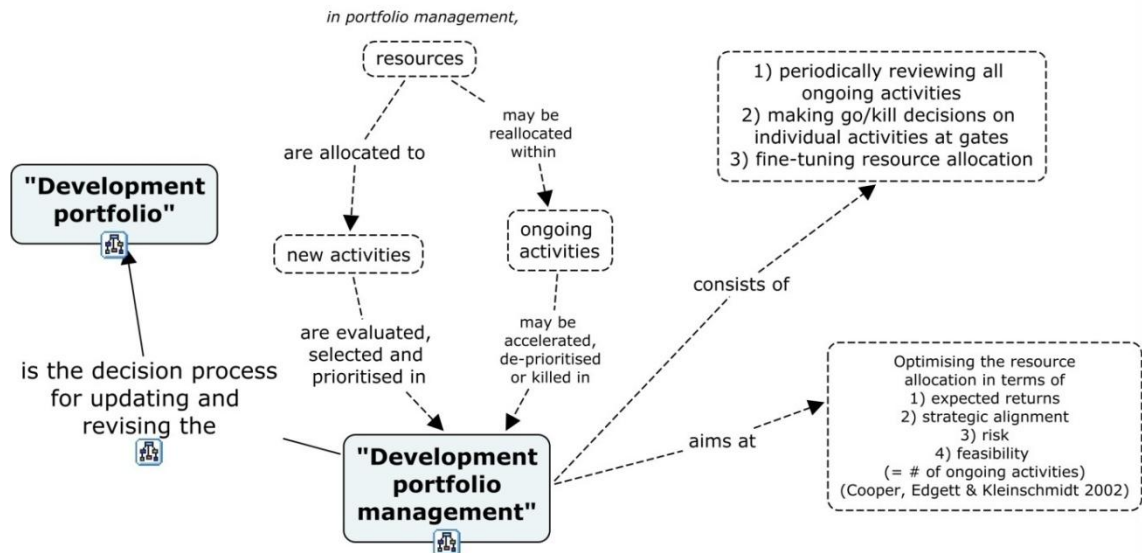 in portfolio management,
resources
are allocated to
may be
reallocated
within
new activities
ongoing
activities
are evaluated,
selected and
prioritised in
may be
accelerated,
de-prioritised
or killed in
"Development
portfolio"
is the decision process
for updating and
revising the
"Development
portfolio
management"
consists of
1) periodically reviewing all
ongoing activities
2) making go/kill decisions on
individual activities at gates
3) fine-tuning resource allocation
aims at
Optimising the resource
allocation in terms of
1) expected returns
2) strategic alignment
3) risk
4) feasibility
(= # of ongoing activities)
(Cooper, Edgett & Kleinschmidt 2002)